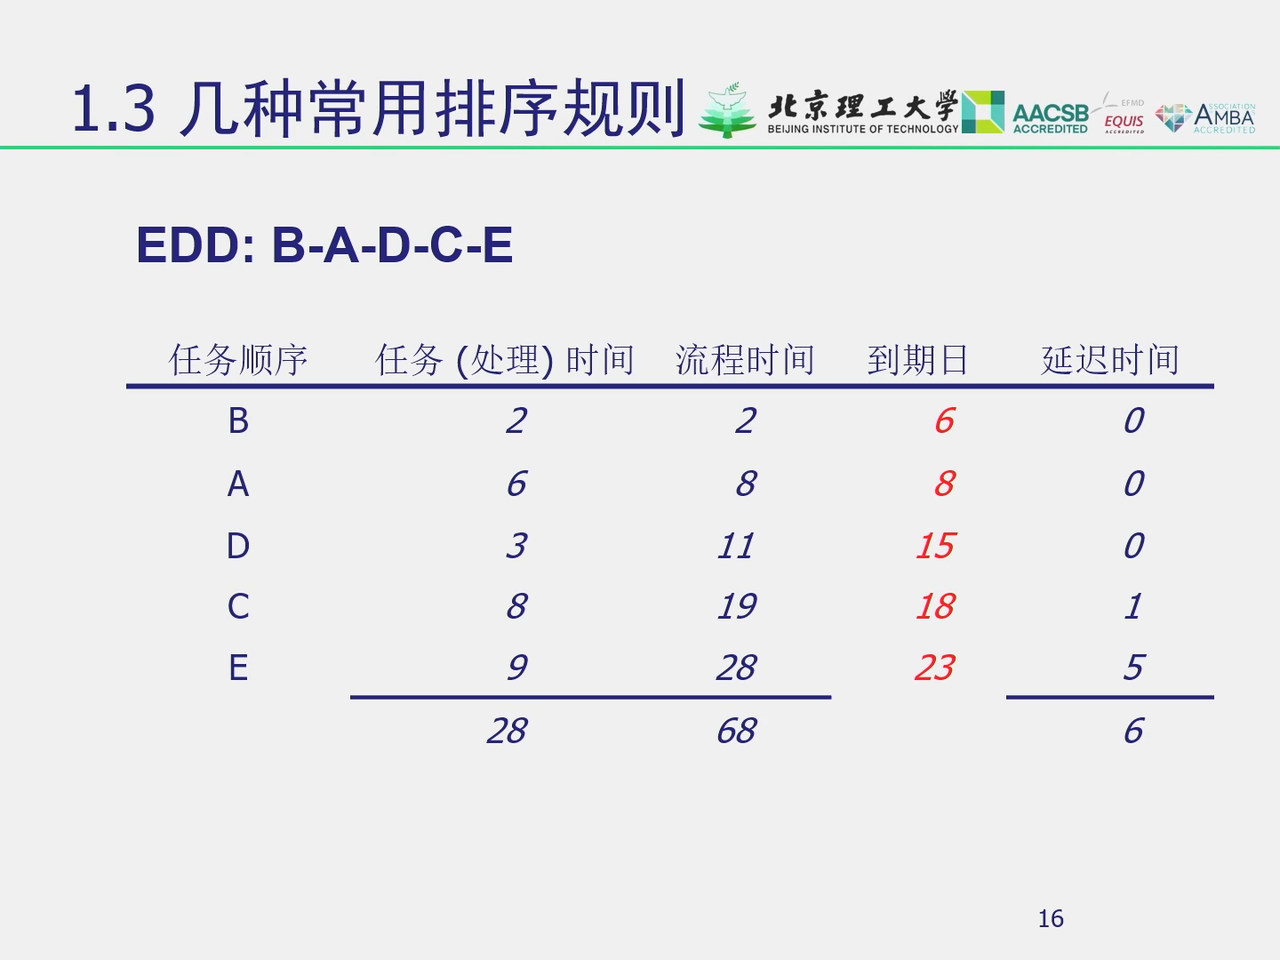 1.3 几种常用排序规则
北京理工大学
BEIJING INSTITUTE OF TECHNOLOGY
AACSB
ACCREDITED
EFMD
EQUIS
ACCREDITED
ASSOCIATION
AMBA
ACCREDITED
EDD: B-A-D-C-E
任务顺序 任务 (处理) 时间 流程时间 到期日 延迟时间
B 2 2 6 0
A 6 8 8 0
D 3 11 15 0
C 8 19 18 1
E 9 28 23 5
28 68 6
16